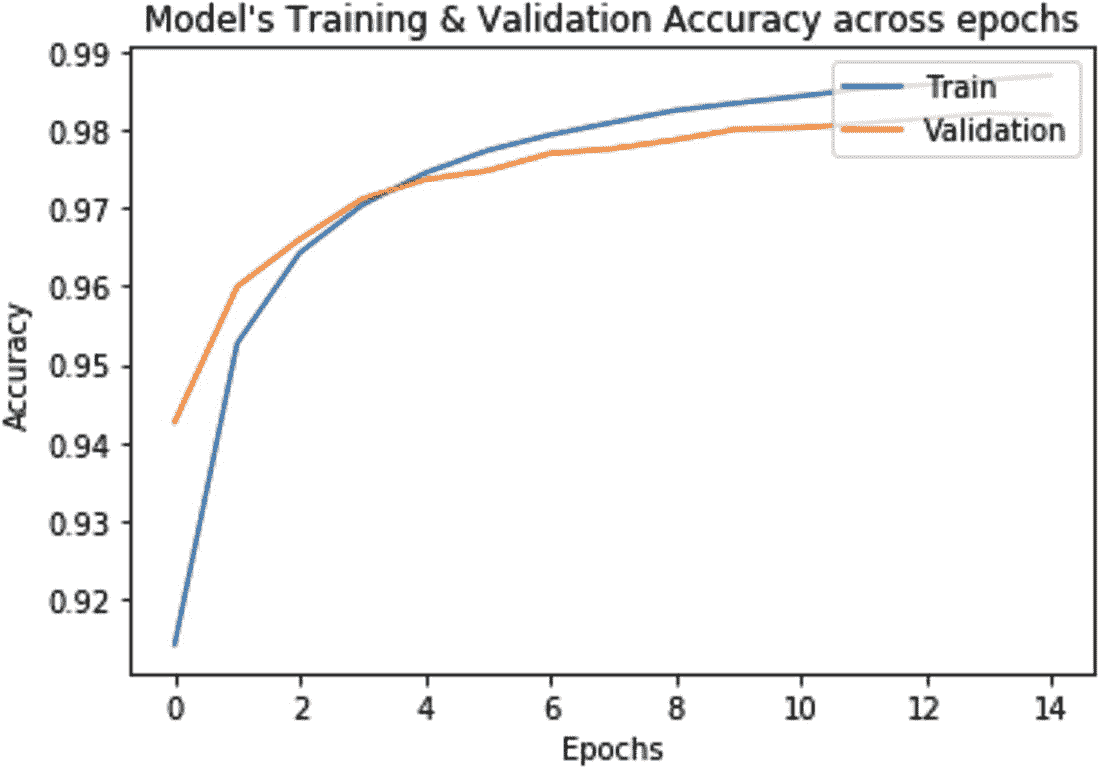 Model's Training & Validation Accuracy across epochs
0.99
Train
0.98
Validation
0.97
0.96
0.95
Accuracy
0.94
0.93
0.92
0 2 4 6 8 10 12 14
Epochs